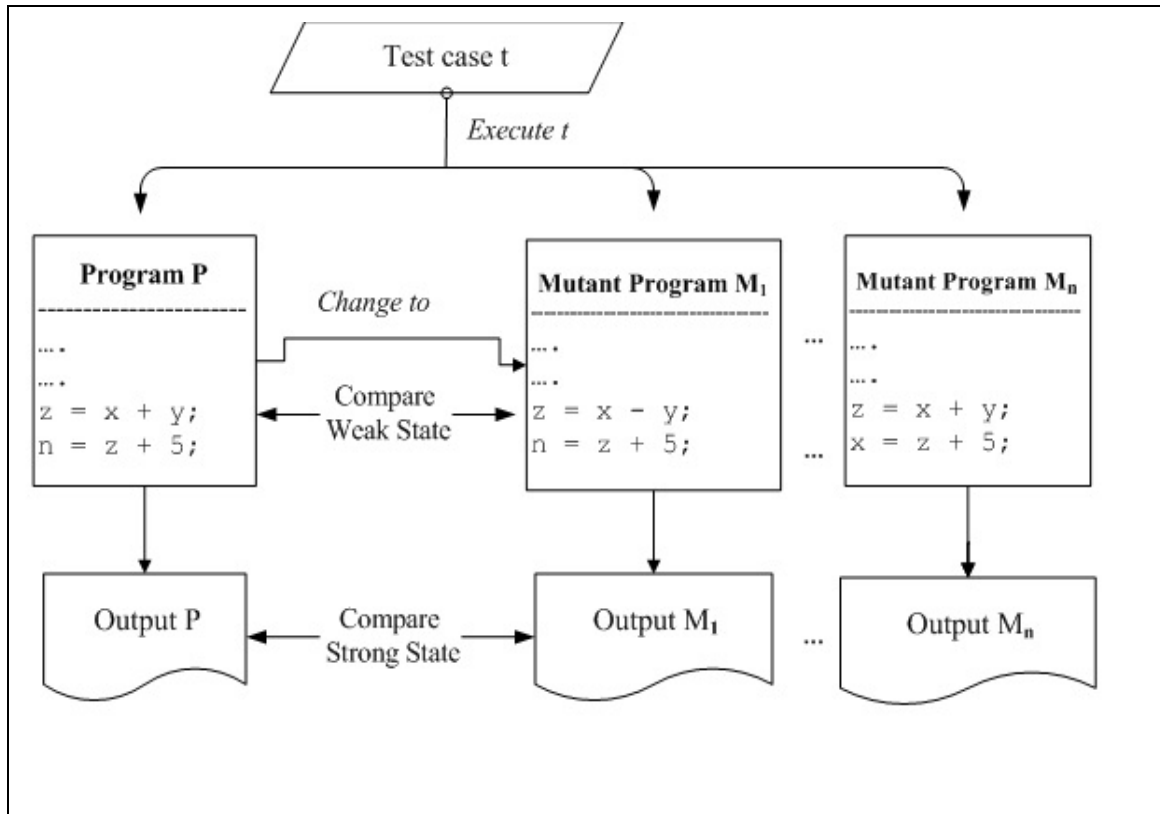 Test case t
Execute t
Program P
-----------------------
....
....
z = x + y;
n = z + 5;
Change to
Compare
Weak State
Mutant Program M₁
--------------------------
....
....
z = x - y;
n = z + 5;
...
...
Mutant Program Mₙ
--------------------------
....
....
z = x + y;
x = z + 5;
Output P
Compare
Strong State
Output M₁
...
Output Mₙ